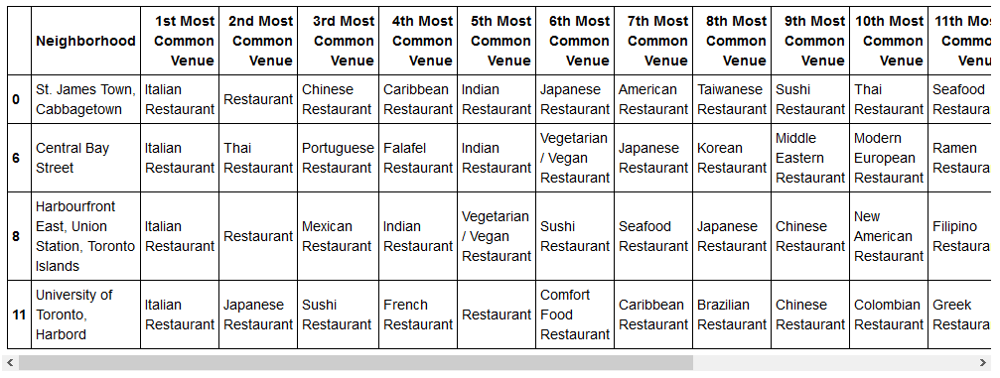 Neighborhood
1st Most
Common
Venue
2nd Most
Common
Venue
3rd Most
Common
Venue
4th Most
Common
Venue
5th Most
Common
Venue
6th Most
Common
Venue
7th Most
Common
Venue
8th Most
Common
Venue
9th Most
Common
Venue
10th Most
Common
Venue
11th Most
Commo
Venue
0
St. James Town,
Cabbagetown
Italian
Restaurant
Restaurant
Chinese
Restaurant
Caribbean
Restaurant
Indian
Restaurant
Japanese
Restaurant
American
Restaurant
Taiwanese
Restaurant
Sushi
Restaurant
Thai
Restaurant
Seafood
Restaura
6
Central Bay
Street
Italian
Restaurant
Thai
Restaurant
Portuguese
Restaurant
Falafel
Restaurant
Indian
Restaurant
Vegetarian
/ Vegan
Restaurant
Japanese
Restaurant
Korean
Restaurant
Middle
Eastern
Restaurant
Modern
European
Restaurant
Ramen
Restaura
8
Harbourfront
East, Union
Station, Toronto
Islands
Italian
Restaurant
Restaurant
Mexican
Restaurant
Indian
Restaurant
Vegetarian
/ Vegan
Restaurant
Sushi
Restaurant
Seafood
Restaurant
Japanese
Restaurant
Chinese
Restaurant
New
American
Restaurant
Filipino
Restaura
11
University of
Toronto,
Harbord
Italian
Restaurant
Japanese
Restaurant
Sushi
Restaurant
French
Restaurant
Restaurant
Comfort
Food
Restaurant
Caribbean
Restaurant
Brazilian
Restaurant
Chinese
Restaurant
Colombian
Restaurant
Greek
Restaura